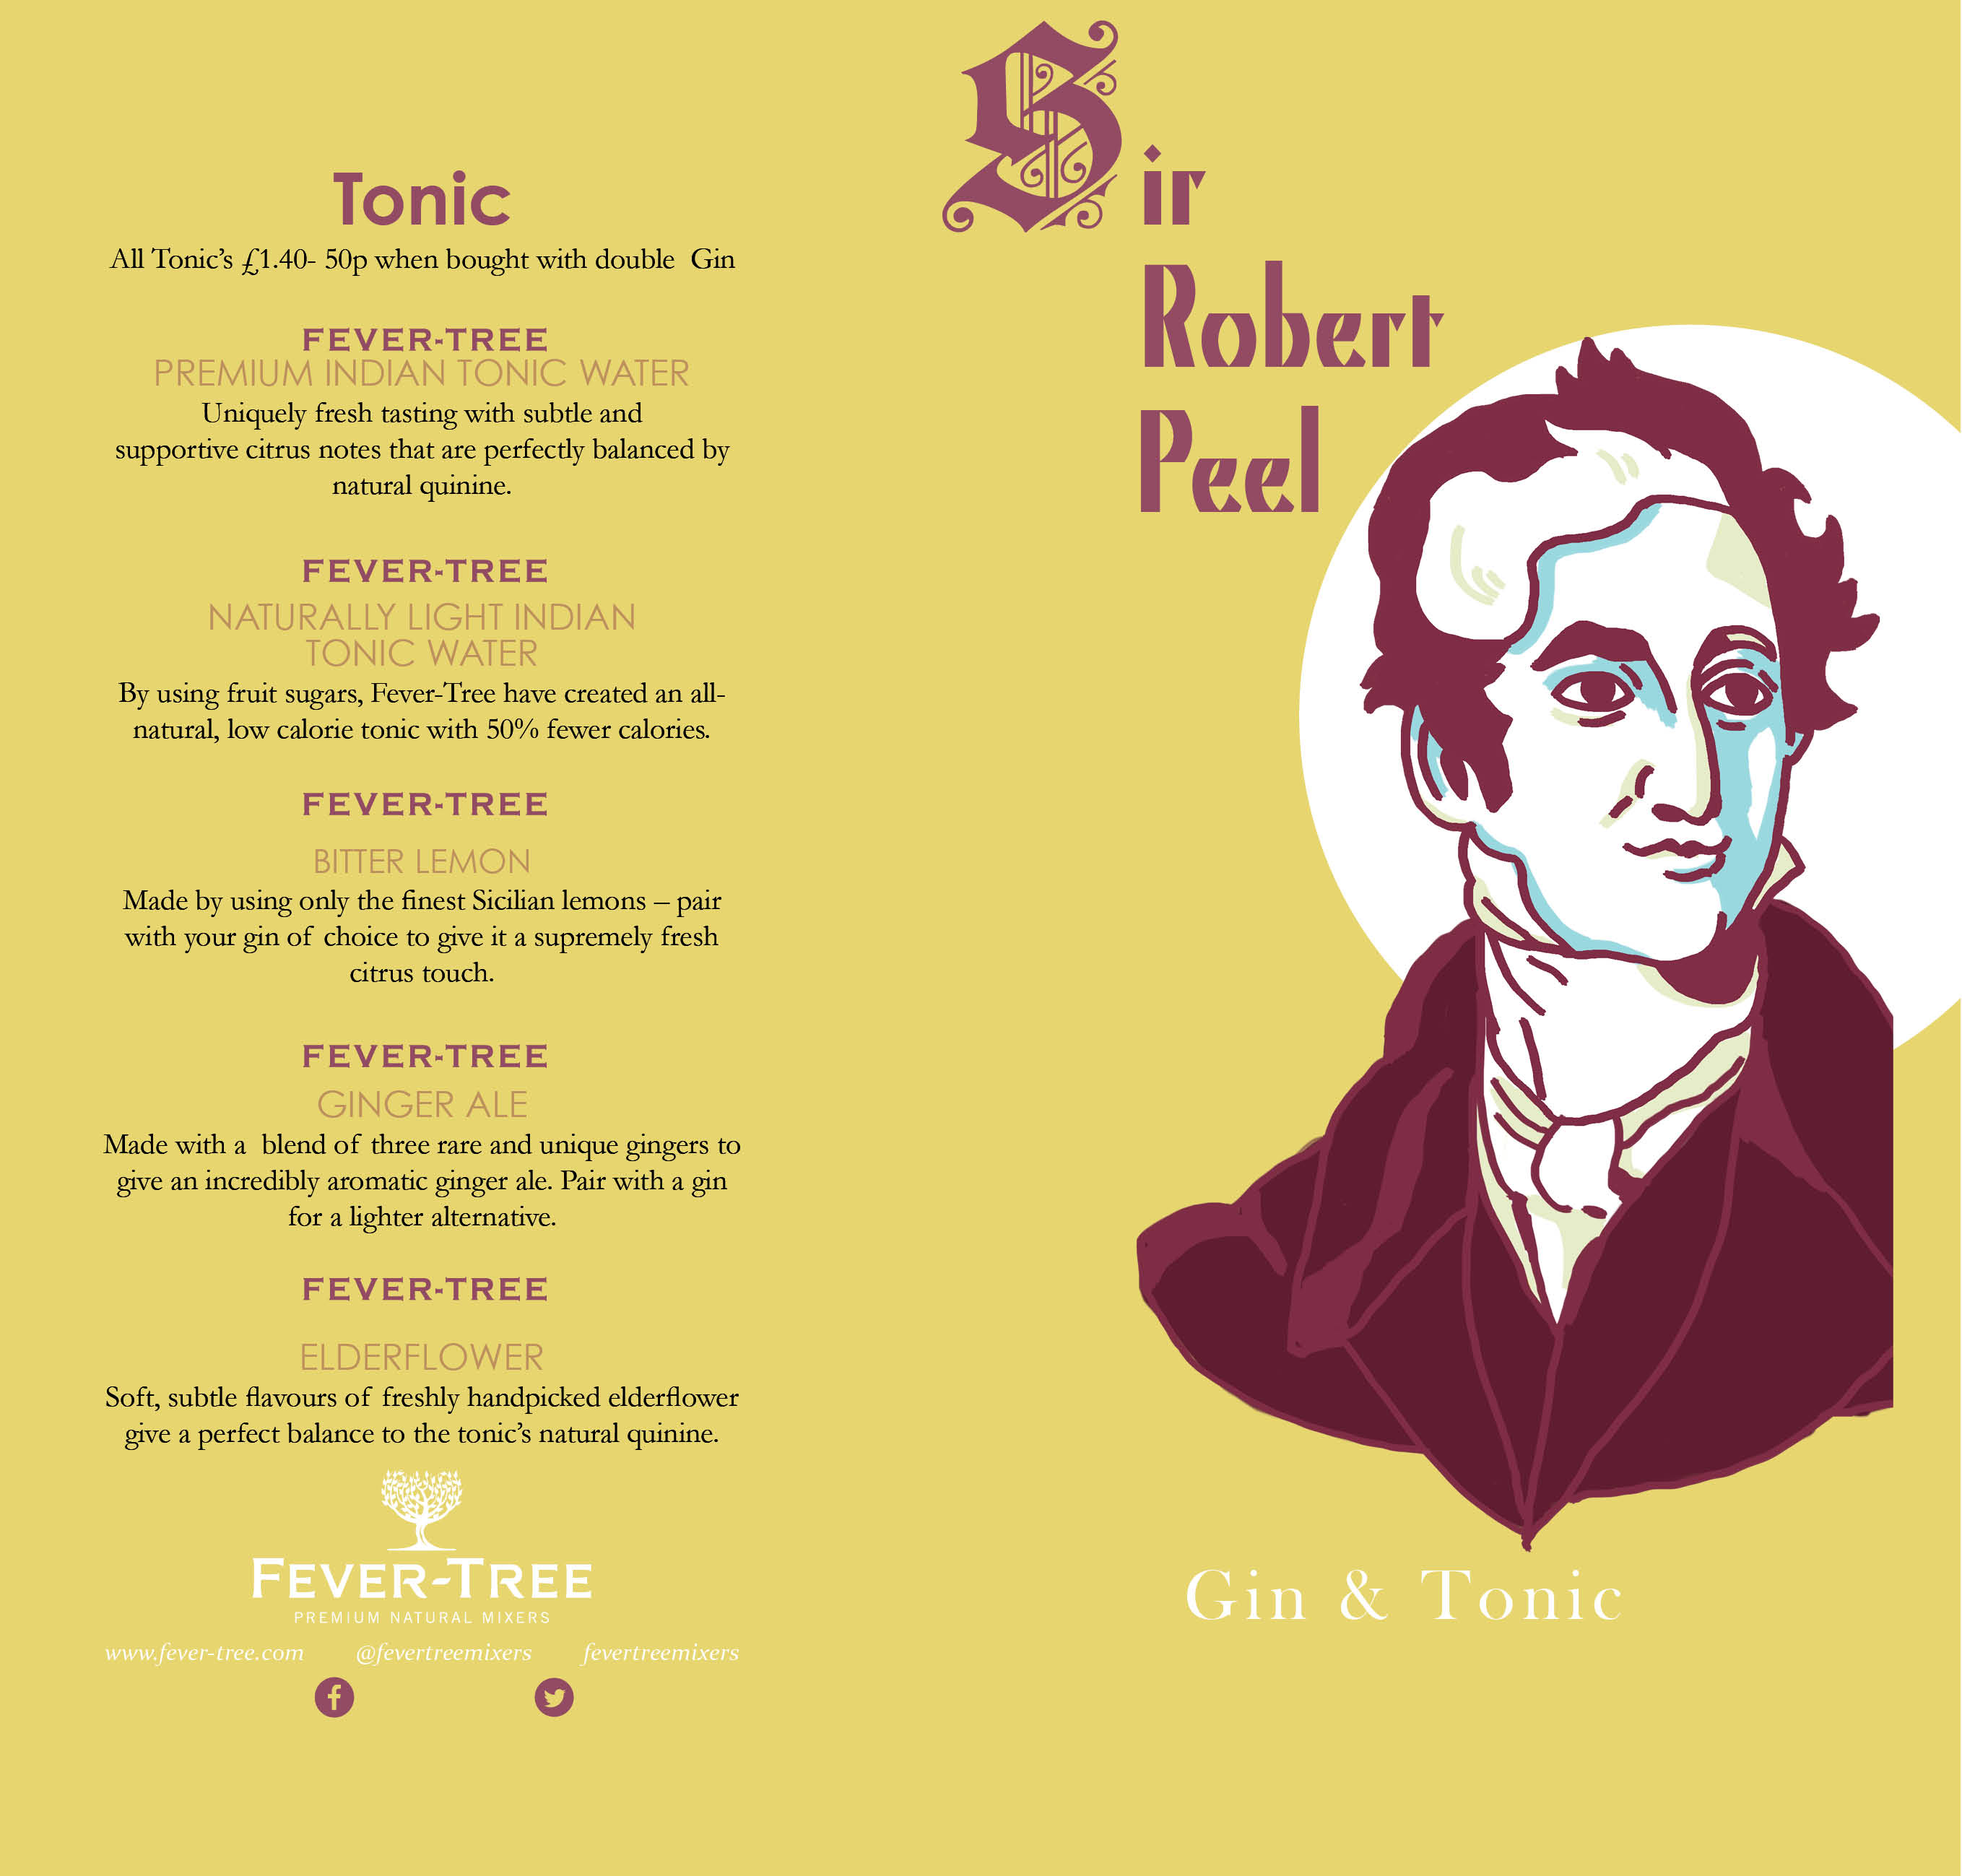 Tonic
All Tonic’s £1.40- 50p when bought with double  Gin
FEVER-TREE
PREMIUM INDIAN TONIC WATER
Uniquely fresh tasting with subtle and
supportive citrus notes that are perfectly balanced by
natural quinine.
FEVER-TREE
NATURALLY LIGHT INDIAN
TONIC WATER
By using fruit sugars, Fever-Tree have created an all-
natural, low calorie tonic with 50% fewer calories.
FEVER-TREE
BITTER LEMON
Made by using only the finest Sicilian lemons – pair
with your gin of choice to give it a supremely fresh
citrus touch.
FEVER-TREE
GINGER ALE
Made with a  blend of three rare and unique gingers to
give an incredibly aromatic ginger ale. Pair with a gin
for a lighter alternative.
FEVER-TREE
ELDERFLOWER
Soft, subtle flavours of freshly handpicked elderflower
give a perfect balance to the tonic’s natural quinine.
FEVER-TREE
PREMIUM NATURAL MIXERS
www.fever-tree.com @fevertreemixers fevertreemixers
Sir
Robert
Peel
Gin & Tonic